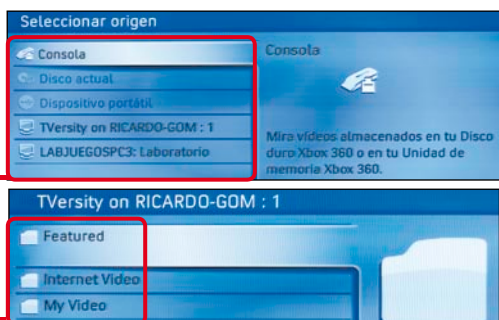 Seleccionar origen
Consola
Disco actual
Dispositivo portátil
TVersity on RICARDO-GOM : 1
LABJUEGOSPC3: Laboratorio
Consola
Mira vídeos almacenados en tu Disco
duro Xbox 360 o en tu Unidad de
memoria Xbox 360.
TVersity on RICARDO-GOM : 1
Featured
Internet Video
My Video